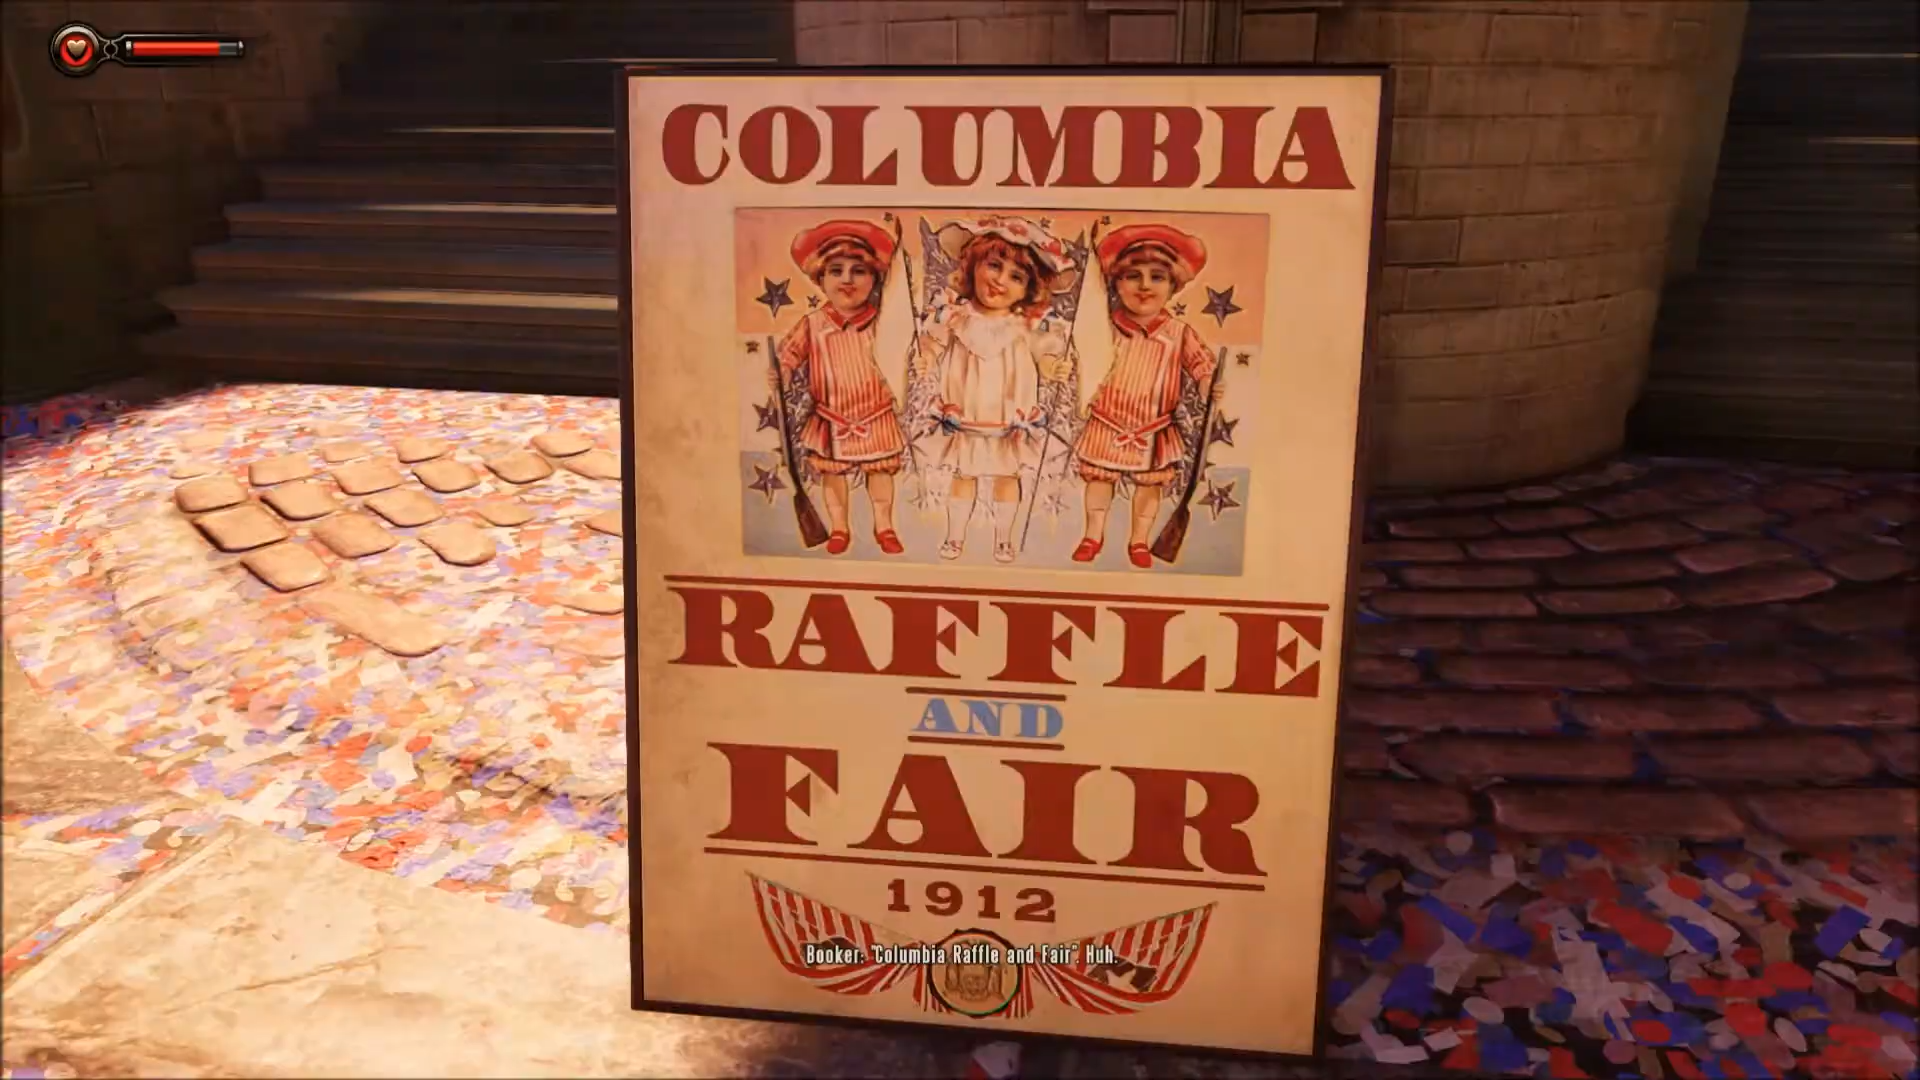 COLUMBIA
RAFFLE
AND
FAIR
1912
Booker: "Columbia Raffle and Fair". Huh.